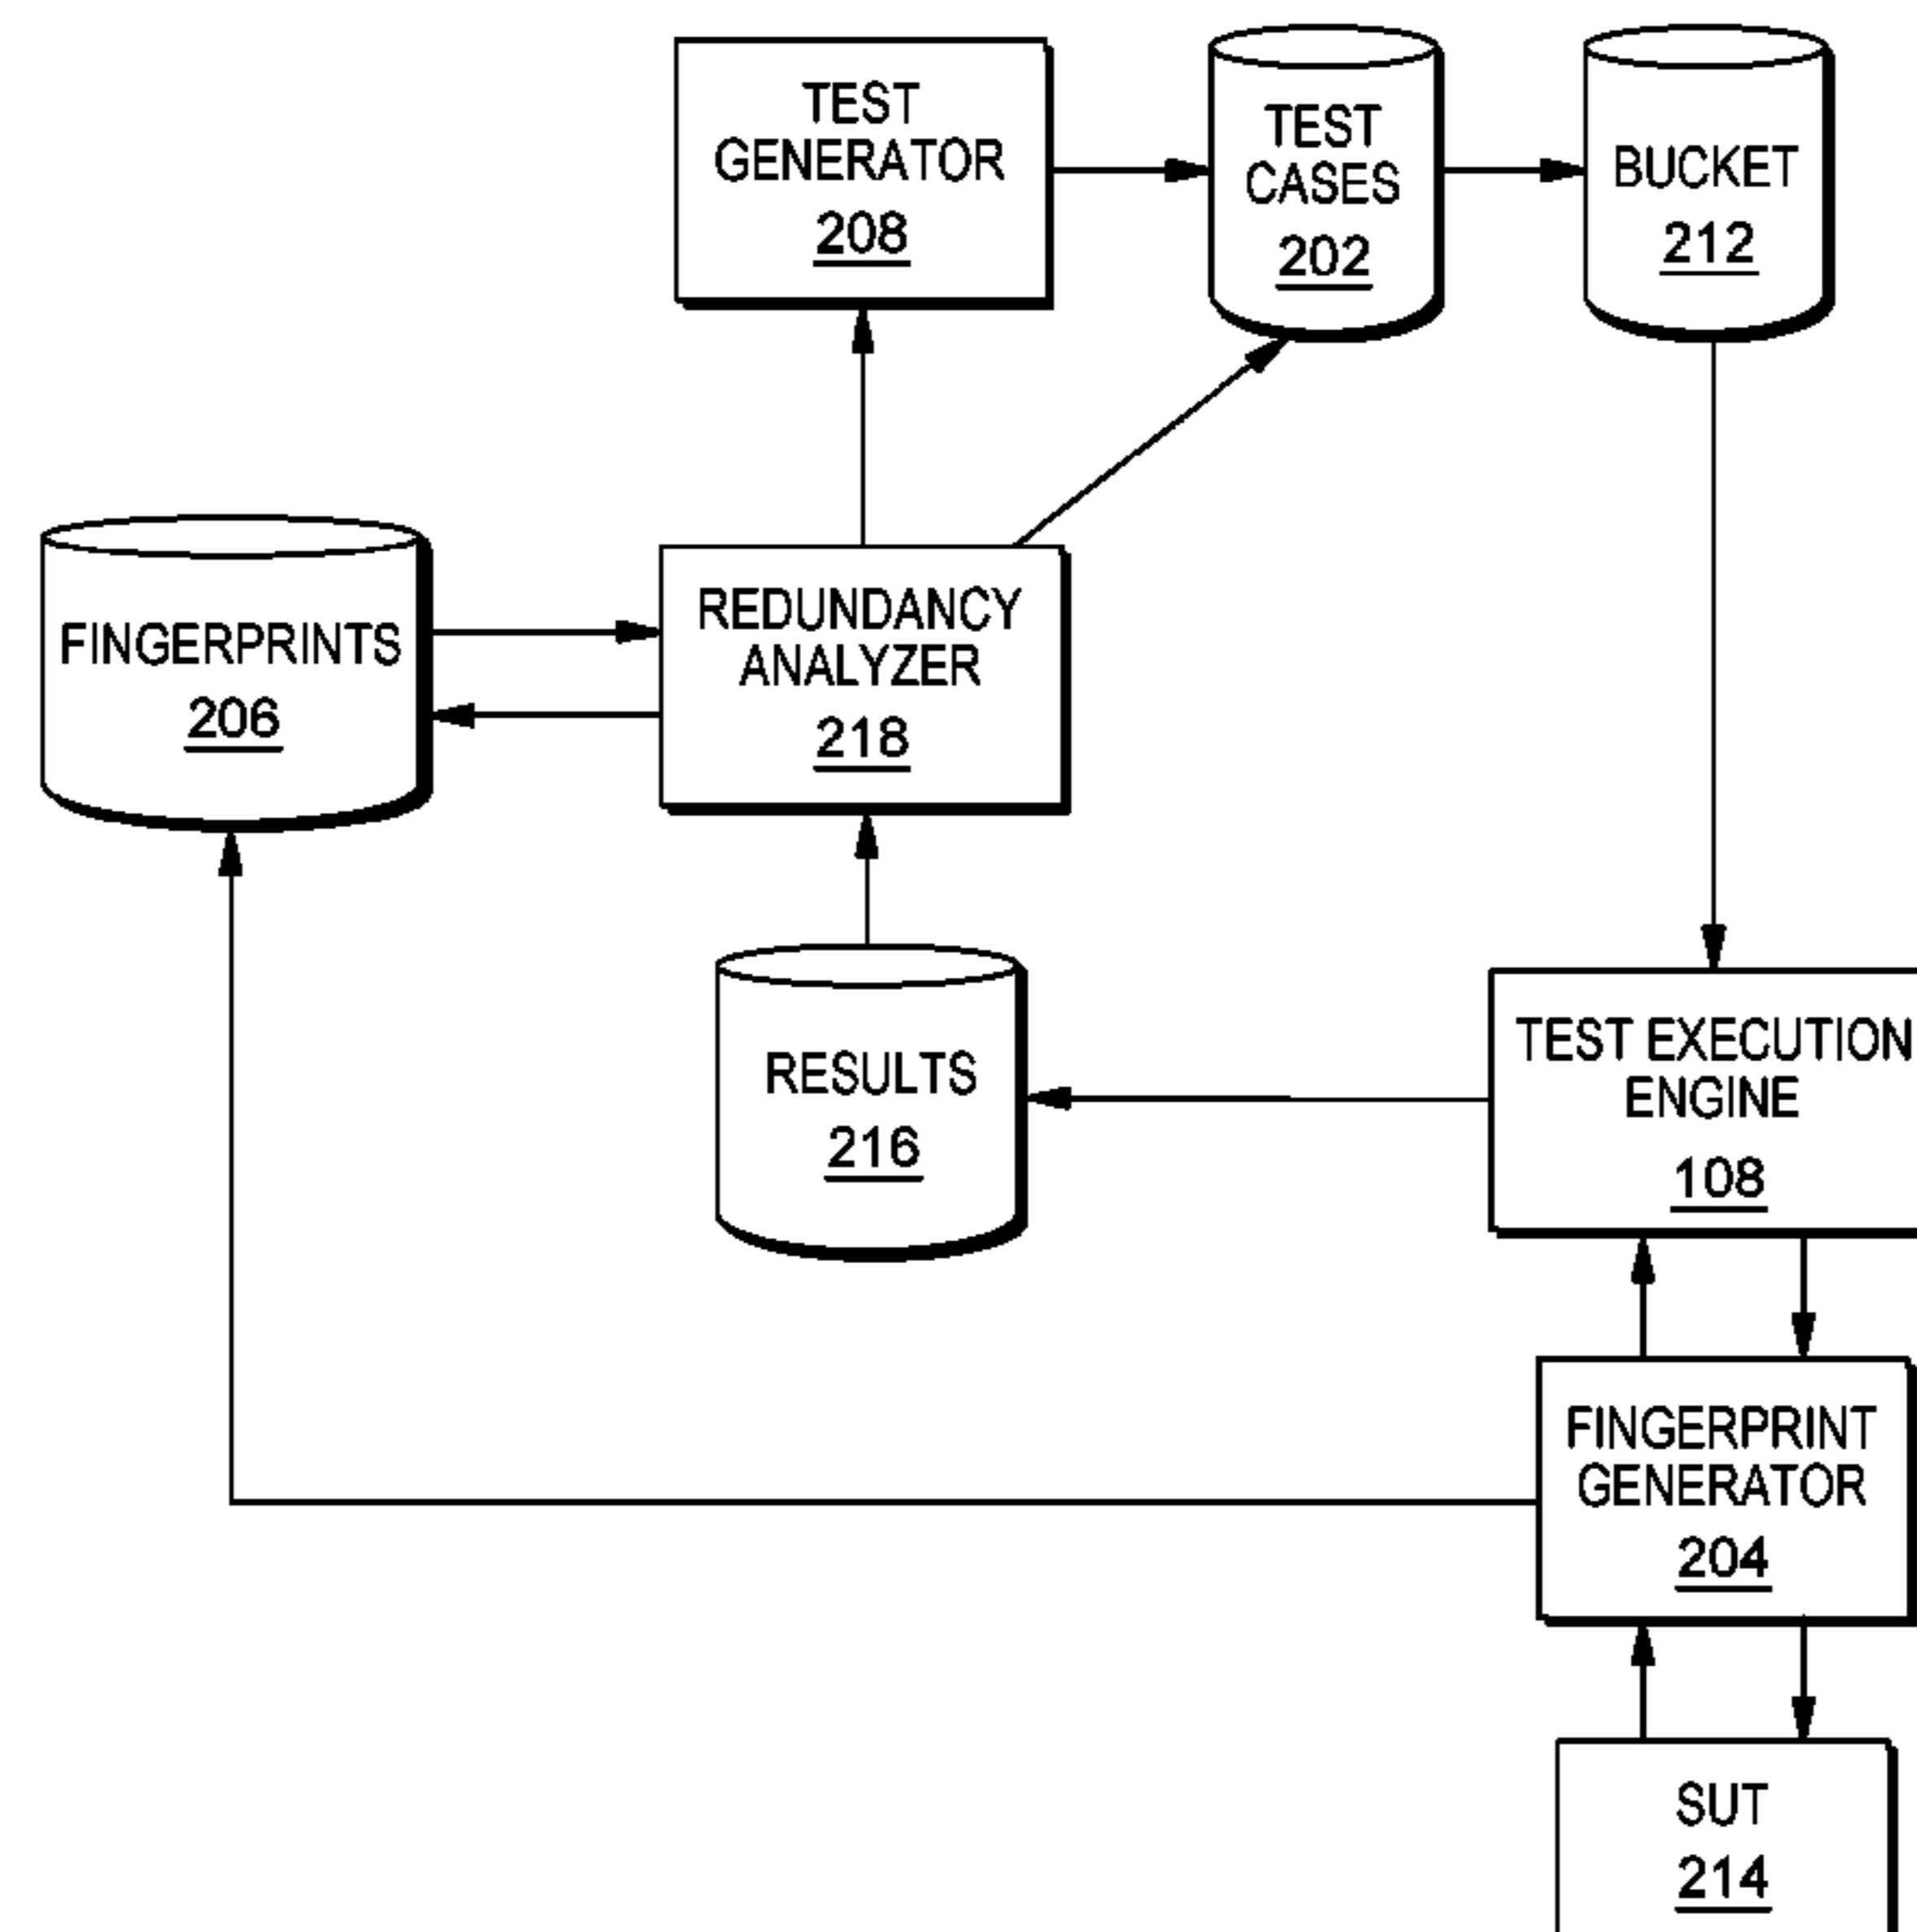 TEST
GENERATOR
208
TEST
CASES
202
BUCKET
212
FINGERPRINTS
206
REDUNDANCY
ANALYZER
218
RESULTS
216
TEST EXECUTION
ENGINE
108
FINGERPRINT
GENERATOR
204
SUT
214